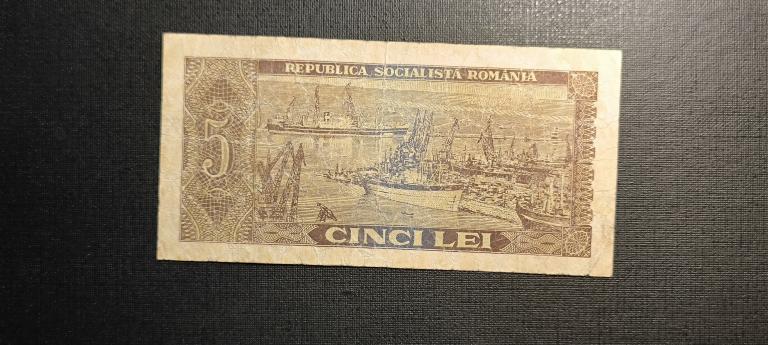 REPUBLICA SOCIALISTĂ ROMÂNIA
5
CINCI LEI